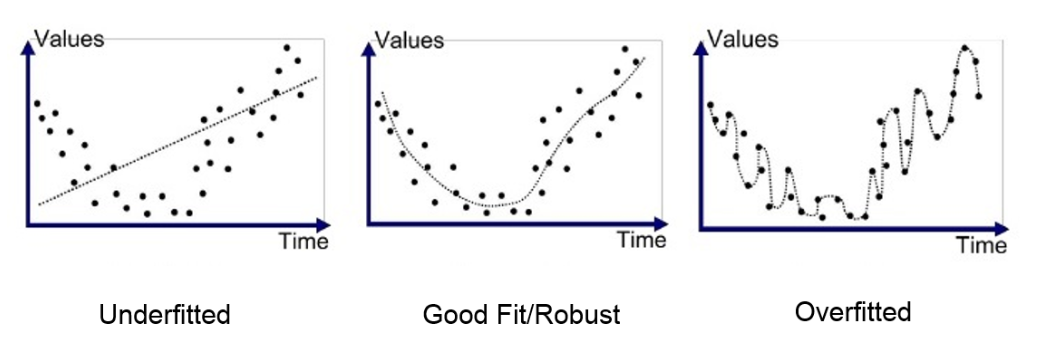 Values
Time
Underfitted
Values
Time
Good Fit/Robust
Values
Time
Overfitted